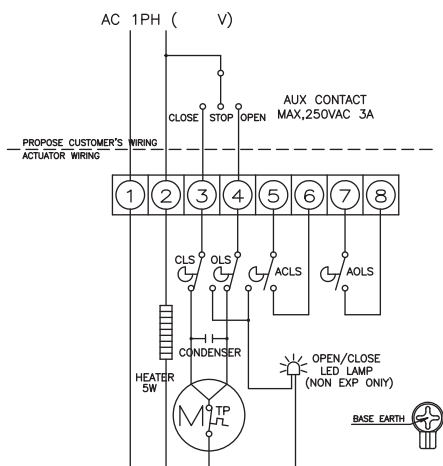 AC 1PH ( V)
AUX CONTACT
MAX,250VAC 3A
CLOSE STOP OPEN
PROPOSE CUSTOMER'S WIRING
ACTUATOR WIRING
1 2 3 4 5 6 7 8
CLS OLS ACLS AOLS
CONDENSER
HEATER
5W
OPEN/CLOSE
LED LAMP
(NON EXP ONlY)
M TP
BASE EARTH